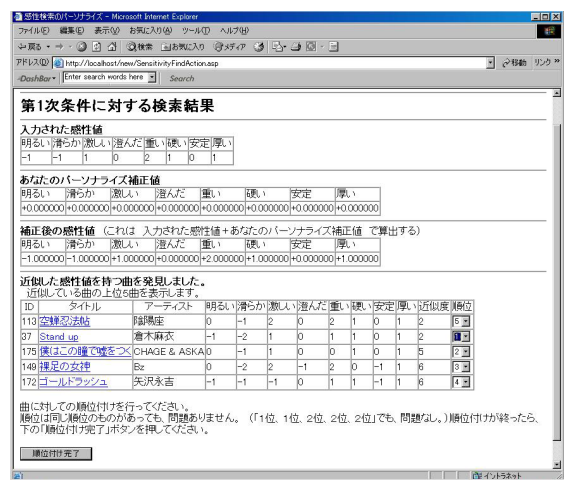 感性検索のパーソナライズ - Microsoft Internet Explorer
ファイル(F) 編集(E) 表示(V) お気に入り(A) ツール(T) ヘルプ(H)
戻る 検索 お気に入り メディア
アドレス(D) http://localhost/new/SensitivityFindAction.asp 移動 リンク »
DashBar Enter search words here Search
第1次条件に対する検索結果
入力された感性値
明るい 滑らか 激しい 澄んだ 重い 硬い 安定 厚い
-1 -1 1 0 2 1 0 1
あなたのパーソナライズ補正値
明るい 滑らか 激しい 澄んだ 重い 硬い 安定 厚い
+0.000000 +0.000000 +0.000000 +0.000000 +0.000000 +0.000000 +0.000000 +0.000000
補正後の感性値 (これは 入力された感性値+あなたのパーソナライズ補正値 で算出する)
明るい 滑らか 激しい 澄んだ 重い 硬い 安定 厚い
-1.000000 -1.000000 +1.000000 +0.000000 +2.000000 +1.000000 +0.000000 +1.000000
近似した感性値を持つ曲を発見しました。
近似している曲の上位5曲を表示します。
ID タイトル アーティスト 明るい 滑らか 激しい 澄んだ 重い 硬い 安定 厚い 近似度 順位
113 空蝉忍法帖 陰陽座 0 -1 2 0 2 1 0 1 2 5
37 Stand up 倉木麻衣 -1 -2 1 0 1 1 0 1 2 1
175 僕はこの瞳で嘘をつく CHAGE & ASKA 0 -1 1 0 0 1 0 1 5 2
149 裸足の女神 Bz 0 -2 2 -1 2 0 -1 1 6 3
172 ゴールドラッシュ 矢沢永吉 -1 -1 -1 0 1 1 -1 1 6 4
曲に対しての順位付けを行ってください。
順位は同じ順位のものがあっても、問題ありません。 (「1位、1位、2位、2位、2位」でも、問題なし。)順位付けが終ったら、
下の「順位付け完了」ボタンを押してください。
順位付け完了
イントラネット